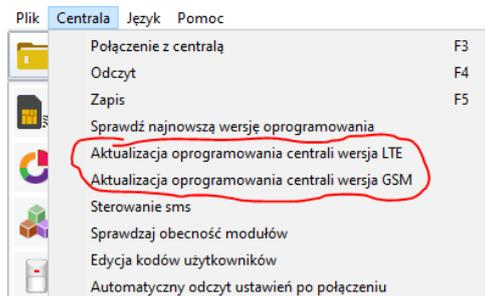 Plik Centrala Język Pomoc
Połączenie z centralą F3
Odczyt F4
Zapis F5
Sprawdź najnowszą wersję oprogramowania
Aktualizacja oprogramowania centrali wersja LTE
Aktualizacja oprogramowania centrali wersja GSM
Sterowanie sms
Sprawdzaj obecność modułów
Edycja kodów użytkowników
Automatyczny odczyt ustawień po połączeniu